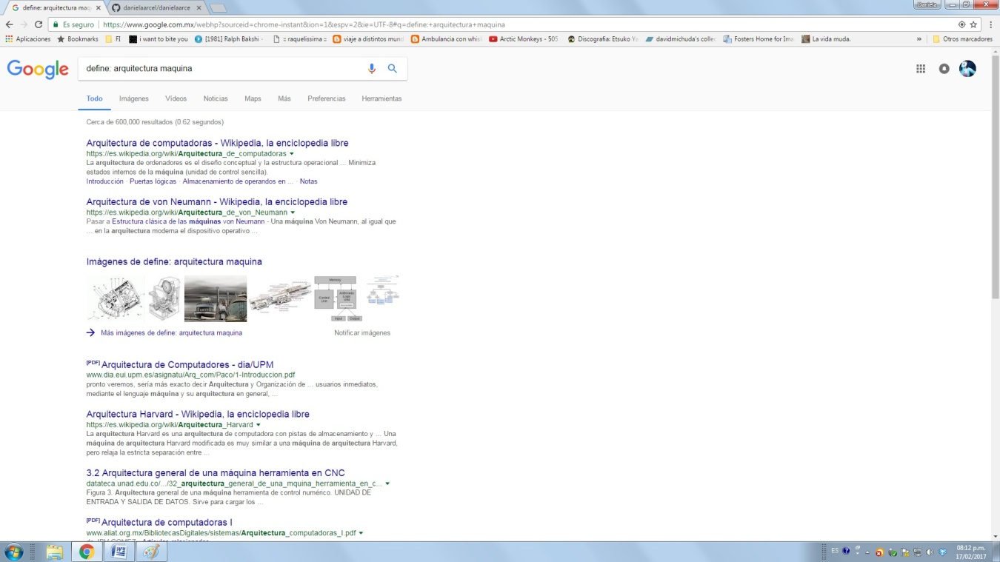 define: arquitectura maq
danielaarcel/danielaarce
Daniela
Es seguro
https://www.google.com.mx/webhp?sourceid=chrome-instant&ion=1&espv=2&ie=UTF-8#q=define:+arquitectura+maquina
Aplicaciones
Bookmarks
FI
i want to bite you
[1981] Ralph Bakshi -
:: raquelissima ::
viaje a distintos mund
Ambulancia con whisk
Arctic Monkeys - 505
Discografia: Etsuko Ya
davidmichuda's collec
Fosters Home for Ima
La vida muda.
»
Otros marcadores
Google
define: arquitectura maquina
Todo
Imágenes
Vídeos
Noticias
Maps
Más
Preferencias
Herramientas
Cerca de 600,000 resultados (0.62 segundos)
Arquitectura de computadoras - Wikipedia, la enciclopedia libre
https://es.wikipedia.org/wiki/Arquitectura_de_computadoras
La arquitectura de ordenadores es el diseño conceptual y la estructura operacional ... Minimiza
estados internos de la máquina (unidad de control sencilla).
Introducción · Puertas lógicas · Almacenamiento de operandos en ... · Notas
Arquitectura de von Neumann - Wikipedia, la enciclopedia libre
https://es.wikipedia.org/wiki/Arquitectura_de_von_Neumann
Pasar a Estructura clásica de las máquinas von Neumann - Una máquina Von Neumann, al igual que
... en la arquitectura moderna el dispositivo operativo ...
Imágenes de define: arquitectura maquina
Memory
Control
Unit
Arithmetic
Logic
Unit
Input
Output
Más imágenes de define: arquitectura maquina
Notificar imágenes
[PDF] Arquitectura de Computadores - dia/UPM
www.dia.eui.upm.es/asignatu/Arq_com/Paco/1-Introduccion.pdf
pronto veremos, sería más exacto decir Arquitectura y Organización de ... usuarios inmediatos,
mediante el lenguaje máquina y su arquitectura en general, ...
Arquitectura Harvard - Wikipedia, la enciclopedia libre
https://es.wikipedia.org/wiki/Arquitectura_Harvard
La arquitectura Harvard es una arquitectura de computadora con pistas de almacenamiento y ... Una
máquina de arquitectura Harvard modificada es muy similar a una máquina de arquitectura Harvard,
pero relaja la estricta separación entre ...
3.2 Arquitectura general de una máquina herramienta en CNC
datateca.unad.edu.co/.../32_arquitectura_general_de_una_mquina_herramienta_en_c...
Figura 3. Arquitectura general de una máquina herramienta de control numérico. UNIDAD DE
ENTRADA Y SALIDA DE DATOS. Sirve para cargar los ...
[PDF] Arquitectura de computadoras I
www.aliat.org.mx/BibliotecasDigitales/sistemas/Arquitectura_computadoras_I.pdf
ES
08:12 p.m.
17/02/2017